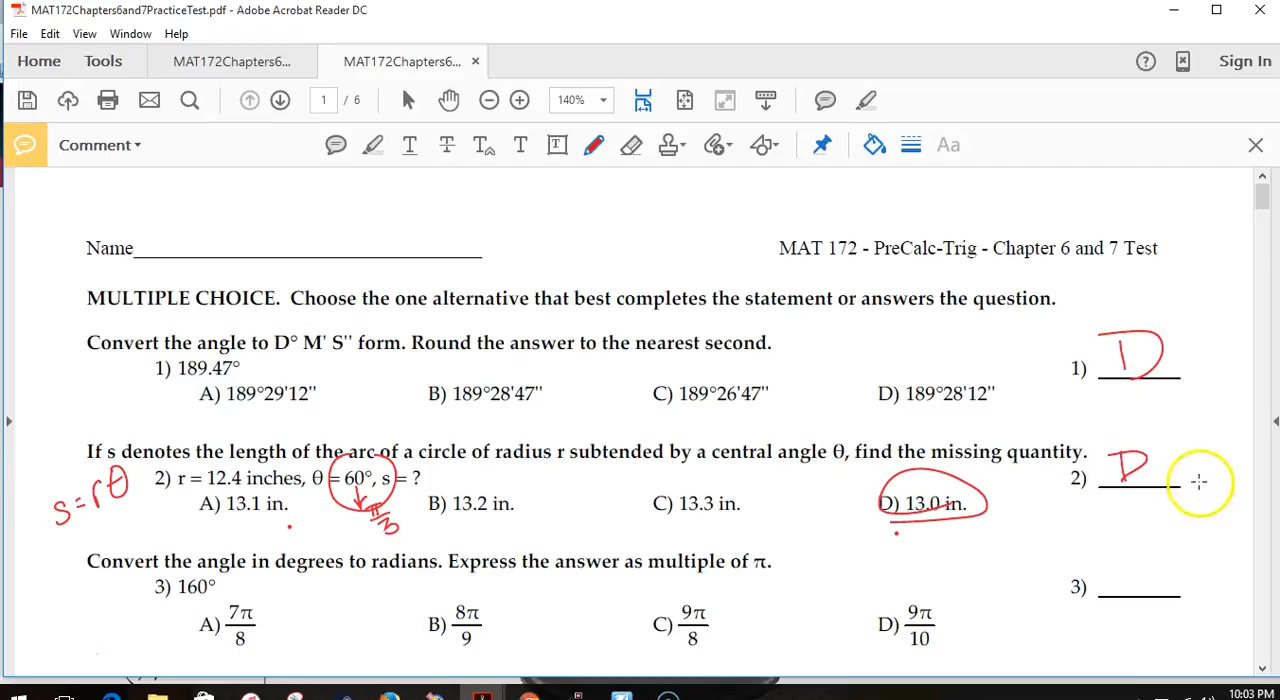 MAT172Chapters6and7PracticeTest.pdf - Adobe Acrobat Reader DC
File Edit View Window Help
Home Tools MAT172Chapters6... MAT172Chapters6... × Sign In
1 / 6 140%
Comment Aa
Name MAT 172 - PreCalc-Trig - Chapter 6 and 7 Test
MULTIPLE CHOICE. Choose the one alternative that best completes the statement or answers the question.
Convert the angle to D° M' S'' form. Round the answer to the nearest second.
1) 189.47° 1) D
A) 189°29'12'' B) 189°28'47'' C) 189°26'47'' D) 189°28'12''
If s denotes the length of the arc of a circle of radius r subtended by a central angle θ, find the missing quantity.
s=rθ 2) r = 12.4 inches, θ = 60°, s = ? 2) D
A) 13.1 in. π/3 B) 13.2 in. C) 13.3 in. D) 13.0 in.
Convert the angle in degrees to radians. Express the answer as multiple of π.
3) 160° 3)
A) 7π/8 B) 8π/9 C) 9π/8 D) 9π/10
10:03 PM